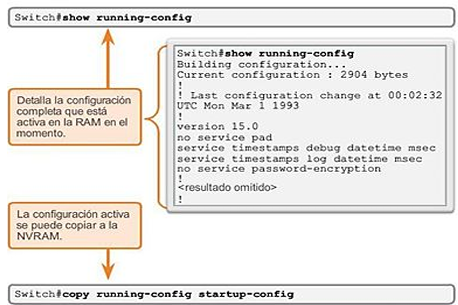 Switch#show running-config
Switch#show running-config
Building configuration...
Current configuration : 2904 bytes
!
! Last configuration change at 00:02:32
UTC Mon Mar 1 1993
!
version 15.0
no service pad
service timestamps debug datetime msec
service timestamps log datetime msec
no service password-encryption
!
<resultado omitido>
!
Detalla la configuración
completa que está
activa en la RAM en el
momento.
La configuración activa
se puede copiar a la
NVRAM.
Switch#copy running-config startup-config